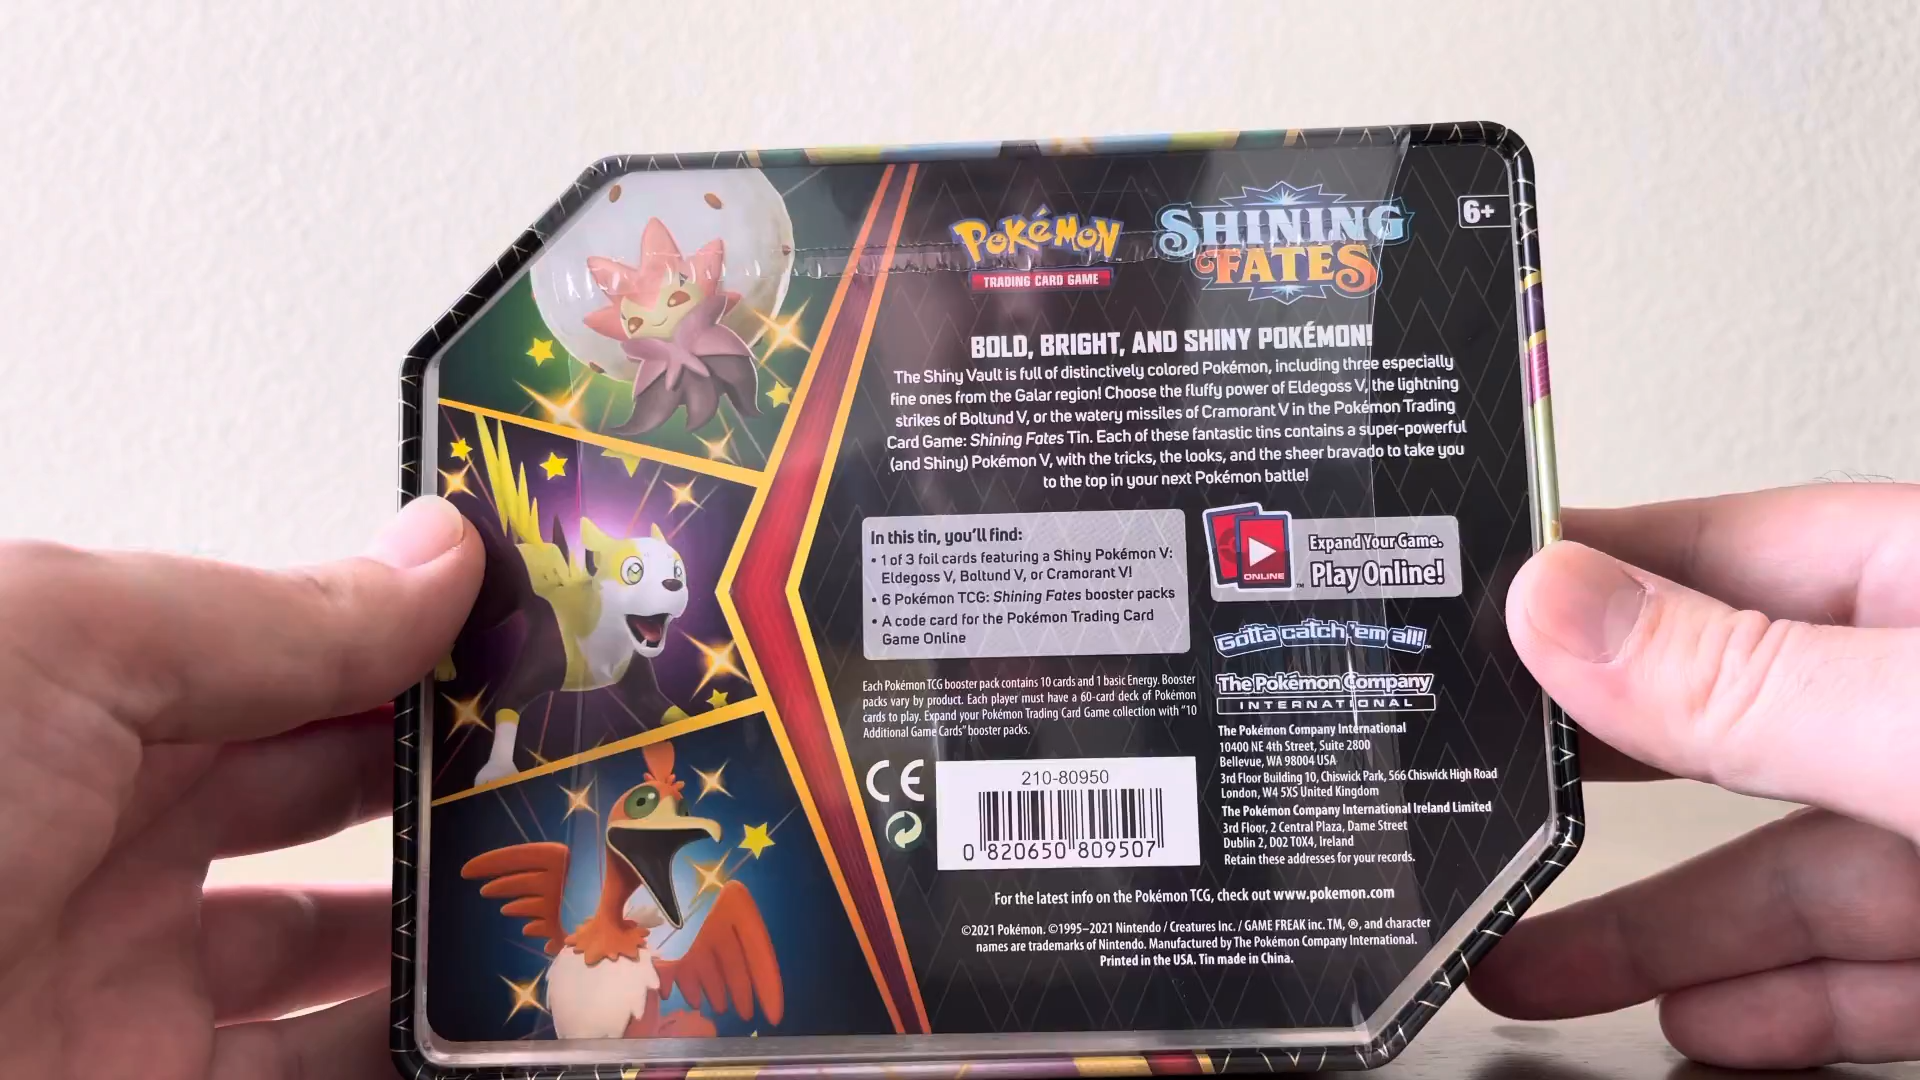 Pokémon
TRADING CARD GAME
SHINING
FATES
6+
BOLD, BRIGHT, AND SHINY POKÉMON!
The Shiny Vault is full of distinctively colored Pokémon, including three especially
fine ones from the Galar region! Choose the fluffy power of Eldegoss V, the lightning
strikes of Boltund V, or the watery missiles of Cramorant V in the Pokémon Trading
Card Game: Shining Fates Tin. Each of these fantastic tins contains a super-powerful
(and Shiny) Pokémon V, with the tricks, the looks, and the sheer bravado to take you
to the top in your next Pokémon battle!
In this tin, you'll find:
• 1 of 3 foil cards featuring a Shiny Pokémon V:
Eldegoss V, Boltund V, or Cramorant V!
• 6 Pokémon TCG: Shining Fates booster packs
• A code card for the Pokémon Trading Card
Game Online
ONLINE
™
Expand Your Game.
Play Online!
Gotta catch 'em all!™
The Pokémon Company
INTERNATIONAL
Each Pokémon TCG booster pack contains 10 cards and 1 basic Energy. Booster
packs vary by product. Each player must have a 60-card deck of Pokémon
cards to play. Expand your Pokémon Trading Card Game collection with "10
Additional Game Cards" booster packs.
The Pokémon Company International
10400 NE 4th Street, Suite 2800
Bellevue, WA 98004 USA
3rd Floor Building 10, Chiswick Park, 566 Chiswick High Road
London, W4 5XS United Kingdom
The Pokémon Company International Ireland Limited
3rd Floor, 2 Central Plaza, Dame Street
Dublin 2, D02 T0X4, Ireland
Retain these addresses for your records.
CE
210-80950
0 820650 809507
For the latest info on the Pokémon TCG, check out www.pokemon.com
©2021 Pokémon. ©1995–2021 Nintendo / Creatures Inc. / GAME FREAK inc. TM, ®, and character
names are trademarks of Nintendo. Manufactured by The Pokémon Company International.
Printed in the USA. Tin made in China.